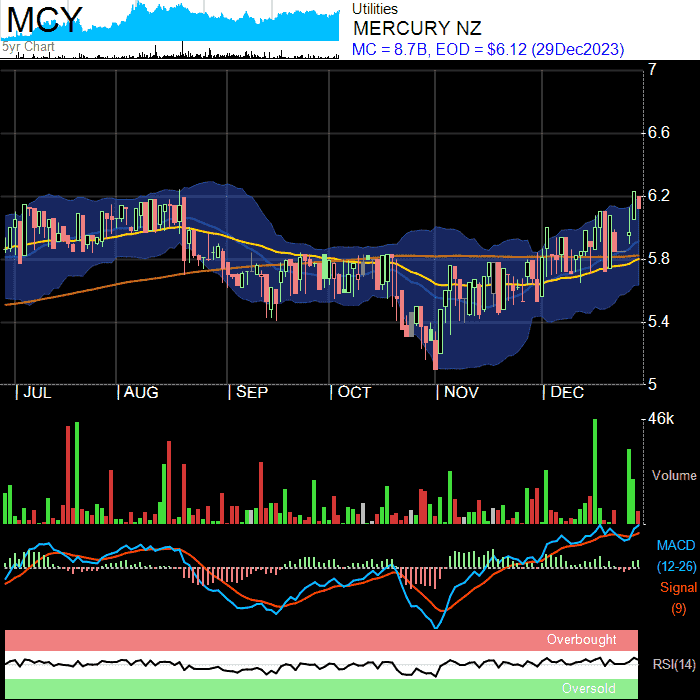 MCY
5yr Chart
Utilities
MERCURY NZ
MC = 8.7B, EOD = $6.12 (29Dec2023)
7
6.6
6.2
5.8
5.4
5
JUL AUG SEP OCT NOV DEC
46k
Volume
MACD
(12-26)
Signal
(9)
Overbought
RSI(14)
Oversold